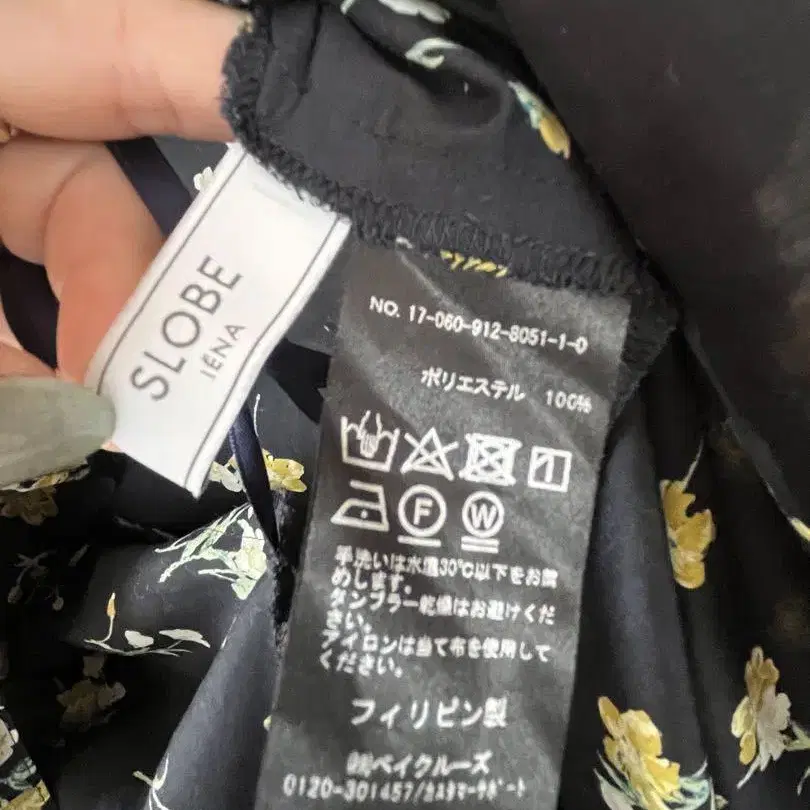 SLOBE
IÉNA
NO. 17-060-912-8051-1-0
ポリエステル 100%
F W
手洗いは水温30℃以下をお薦
めします。
タンブラー乾燥はお避けくだ
さい。
アイロンは当て布を使用して
ください。
フィリピン製
㈱ベイクルーズ
0120-301457/カスタマーサポート